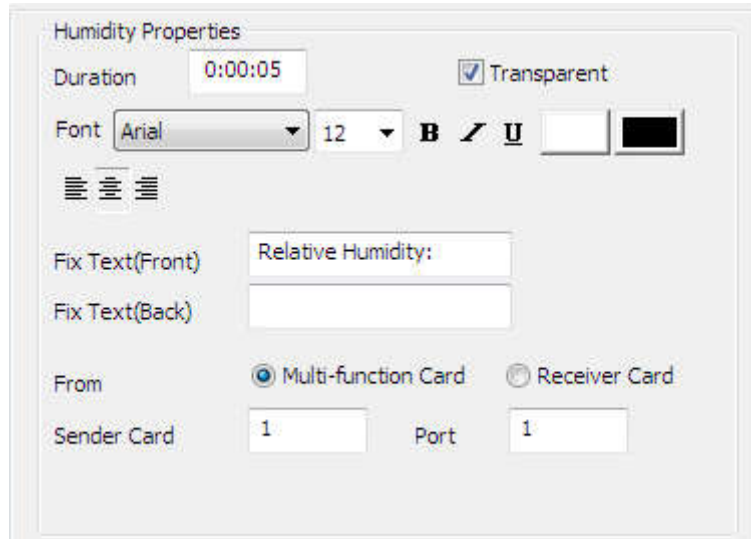 Humidity Properties
Duration 0:00:05 Transparent
Font Arial 12 B I U
Fix Text(Front) Relative Humidity:
Fix Text(Back)
From Multi-function Card Receiver Card
Sender Card 1 Port 1